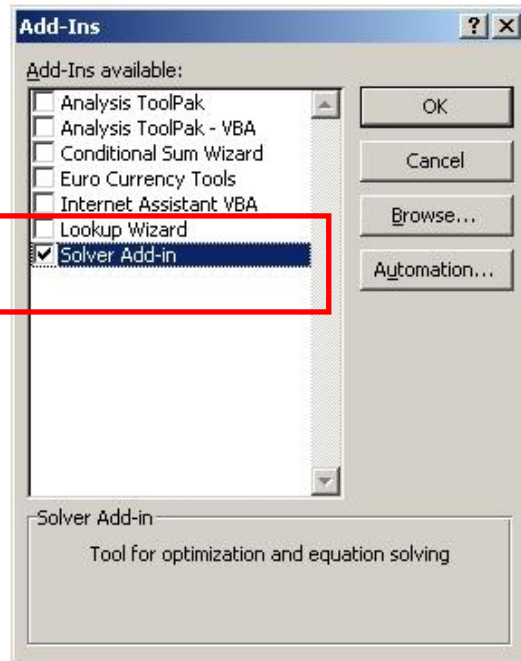 Add-Ins
Add-Ins available:
Analysis ToolPak
Analysis ToolPak - VBA
Conditional Sum Wizard
Euro Currency Tools
Internet Assistant VBA
Lookup Wizard
Solver Add-in
OK
Cancel
Browse...
Automation...
Solver Add-in
Tool for optimization and equation solving